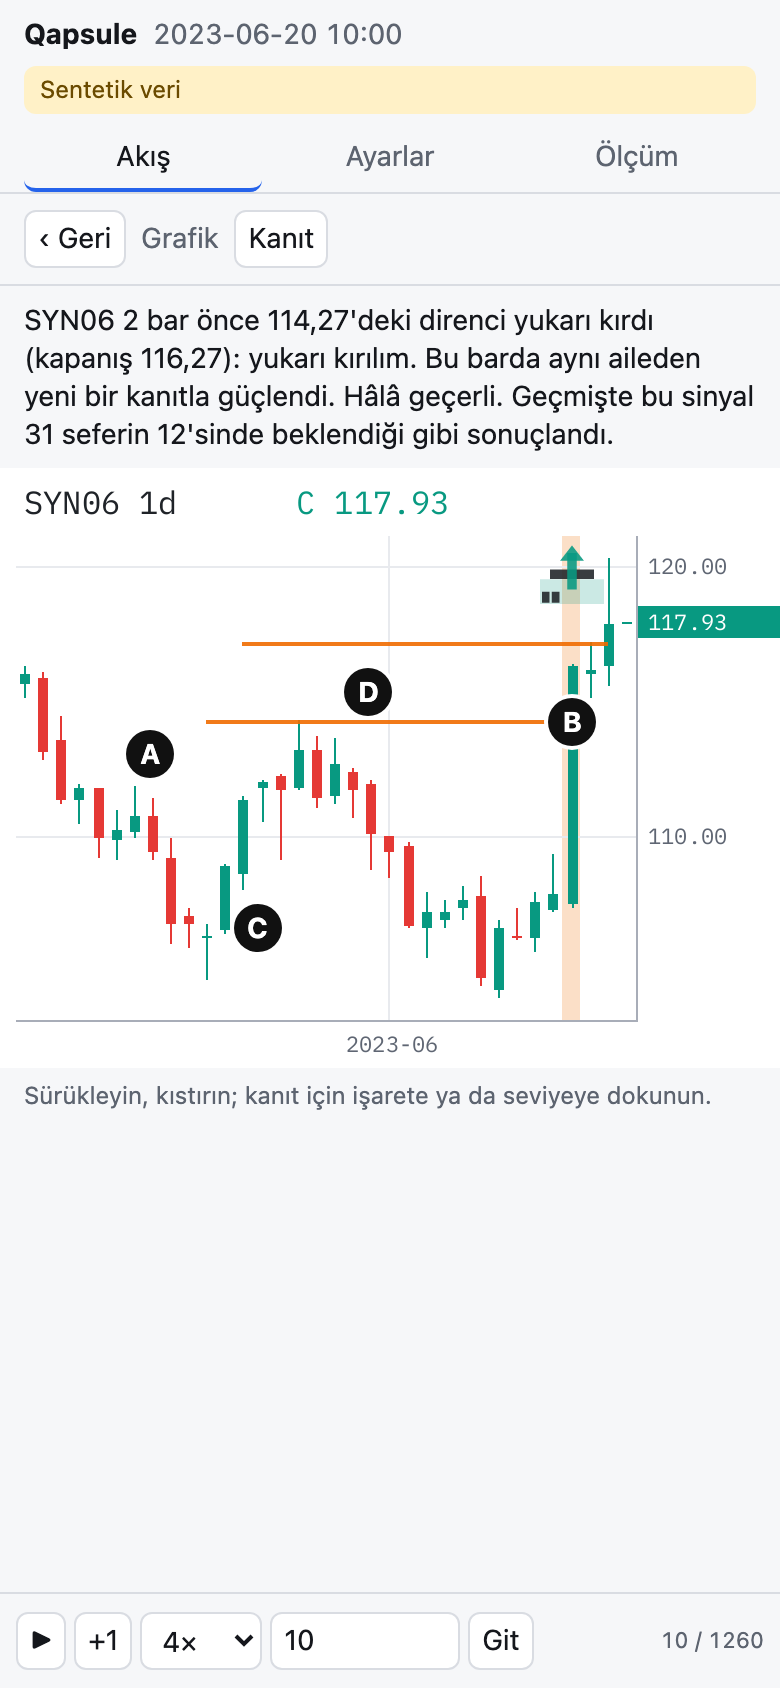 Qapsule 2023-06-20 10:00
Sentetik veri
Akış Ayarlar Ölçüm
‹ Geri Grafik Kanıt
SYN06 2 bar önce 114,27'deki direnci yukarı kırdı
(kapanış 116,27): yukarı kırılım. Bu barda aynı aileden
yeni bir kanıtla güçlendi. Hâlâ geçerli. Geçmişte bu sinyal
31 seferin 12'sinde beklendiği gibi sonuçlandı.
SYN06 1d C 117.93
120.00
117.93
D
B
A
110.00
C
2023-06
Sürükleyin, kıstırın; kanıt için işarete ya da seviyeye dokunun.
+1 4× 10 Git 10 / 1260